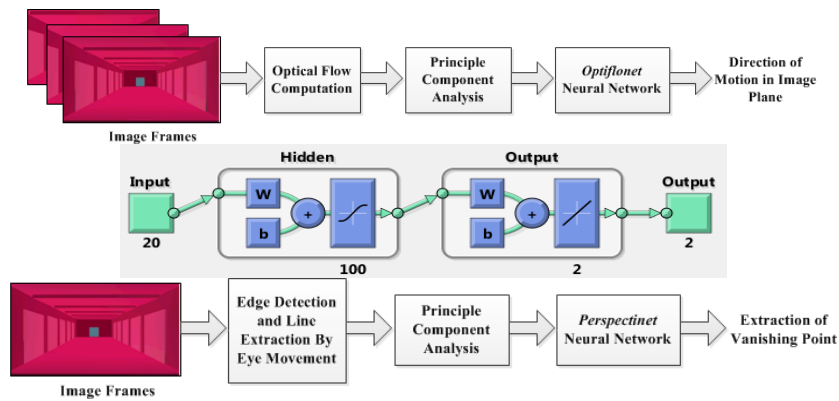 Image Frames
Optical Flow
Computation
Principle
Component
Analysis
Optiflonet
Neural Network
Direction of
Motion in Image
Plane
Hidden
Output
Input
20
W
b
+
100
W
b
+
2
Output
2
Image Frames
Edge Detection
and Line
Extraction By
Eye Movement
Principle
Component
Analysis
Perspectinet
Neural Network
Extraction of
Vanishing Point